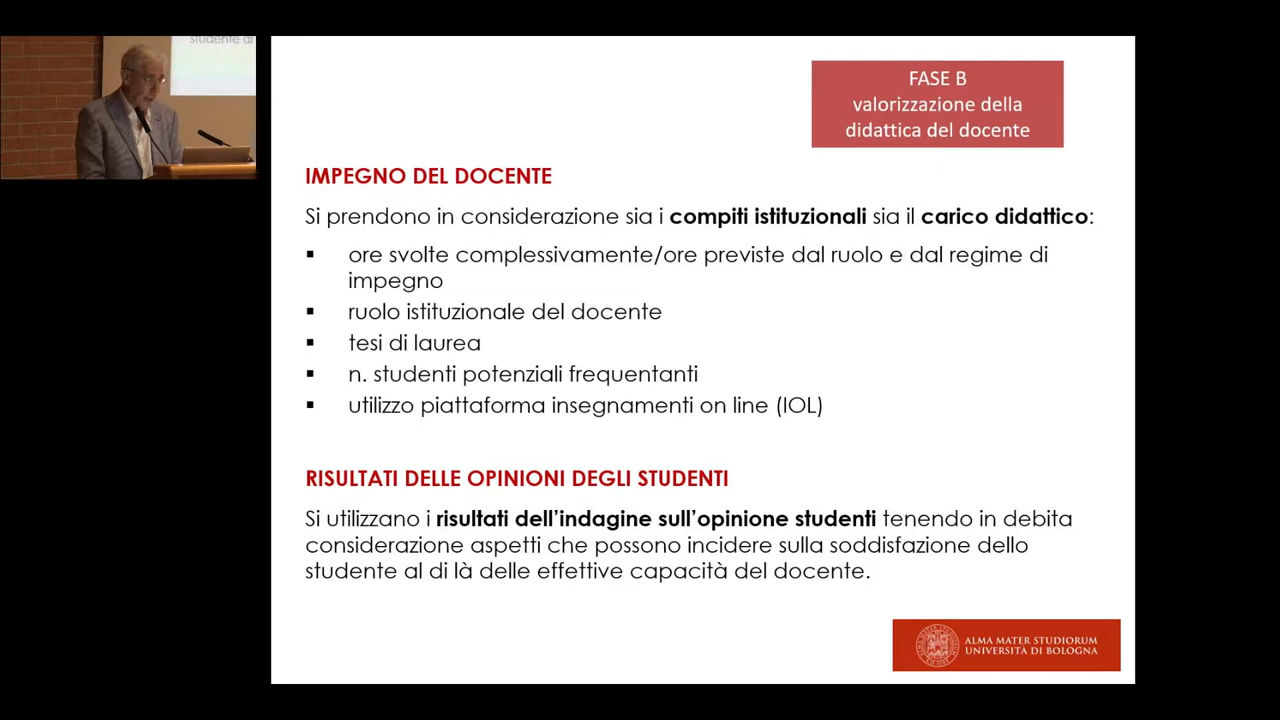 studente al
FASE B
valorizzazione della
didattica del docente
IMPEGNO DEL DOCENTE
Si prendono in considerazione sia i compiti istituzionali sia il carico didattico:
▪ ore svolte complessivamente/ore previste dal ruolo e dal regime di
impegno
▪ ruolo istituzionale del docente
▪ tesi di laurea
▪ n. studenti potenziali frequentanti
▪ utilizzo piattaforma insegnamenti on line (IOL)
RISULTATI DELLE OPINIONI DEGLI STUDENTI
Si utilizzano i risultati dell’indagine sull’opinione studenti tenendo in debita
considerazione aspetti che possono incidere sulla soddisfazione dello
studente al di là delle effettive capacità del docente.
ALMA MATER STUDIORUM
UNIVERSITÀ DI BOLOGNA